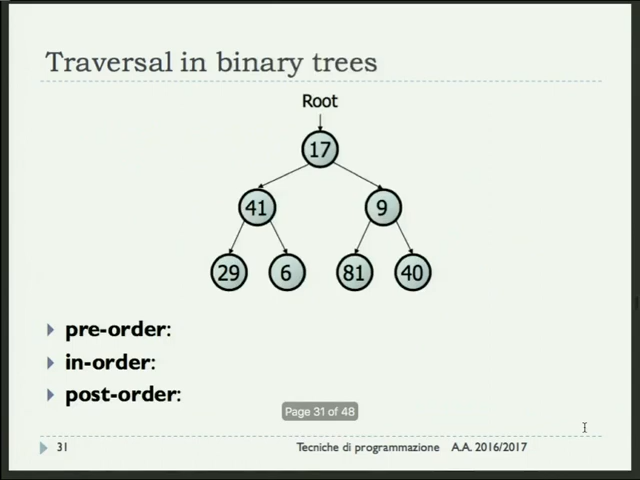 Traversal in binary trees
Root
17
41 9
29 6 81 40
pre-order:
in-order:
post-order:
Page 31 of 48
31 Tecniche di programmazione A.A. 2016/2017